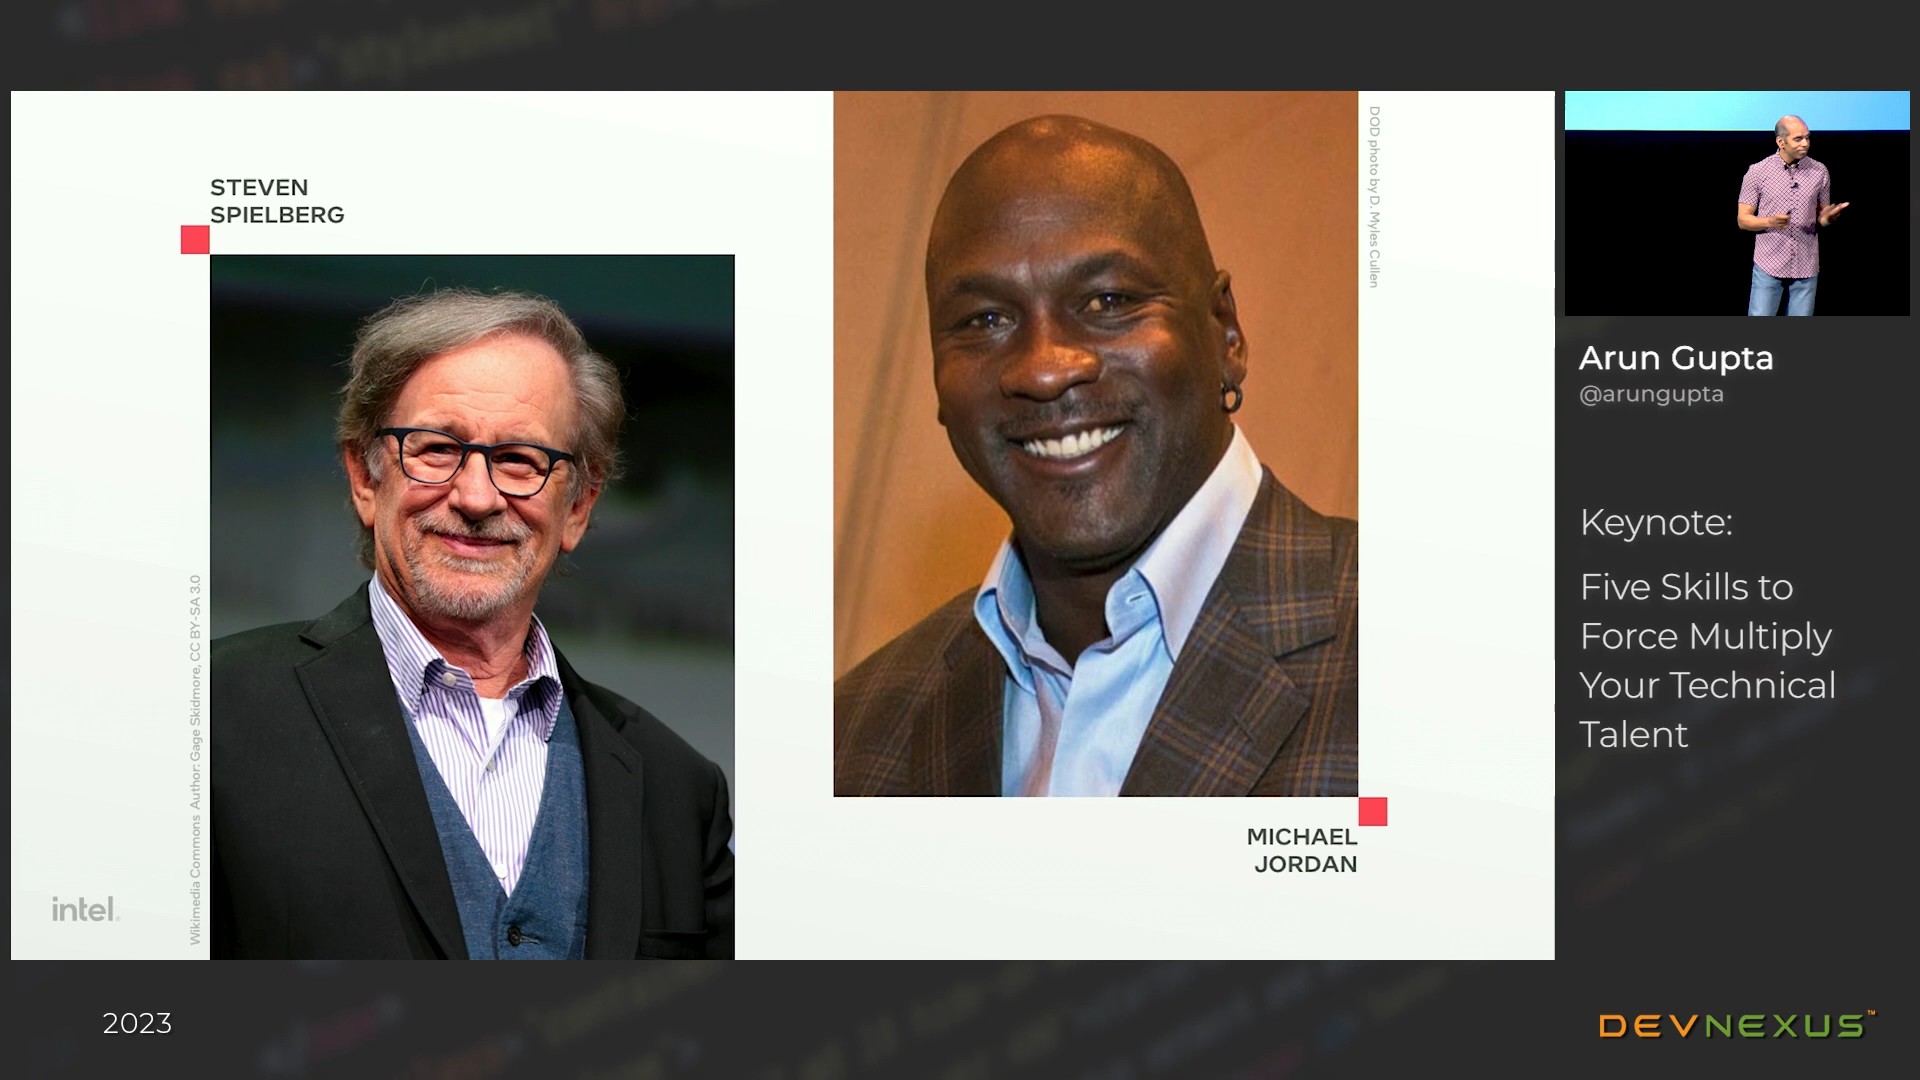 STEVEN
SPIELBERG
Wikimedia Commons Author: Gage Skidmore, CC BY-SA 3.0
intel.
DOD photo by D. Myles Cullen
MICHAEL
JORDAN
Arun Gupta
@arungupta
Keynote:
Five Skills to
Force Multiply
Your Technical
Talent
2023
DEVNEXUS™